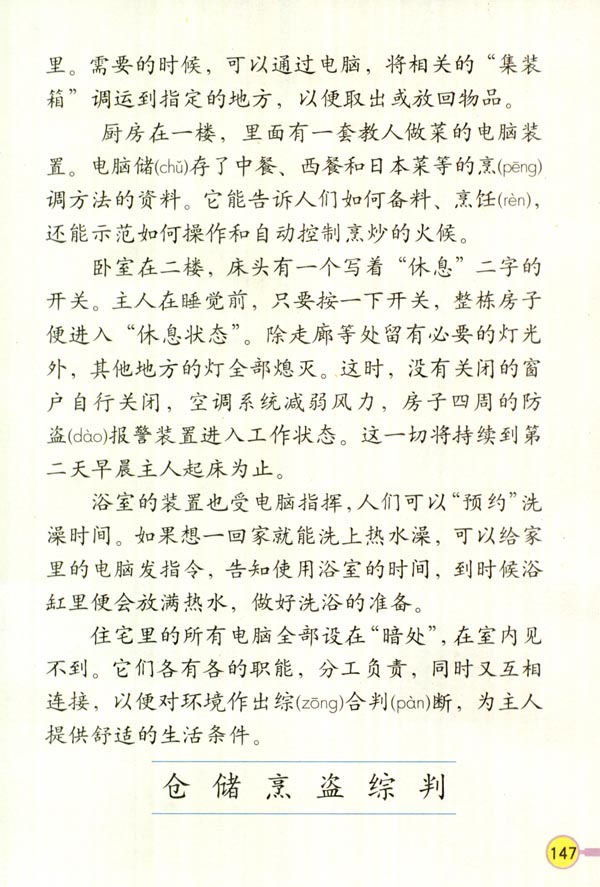 里。需要的时候，可以通过电脑，将相关的“集装
箱”调运到指定的地方，以便取出或放回物品。
厨房在一楼，里面有一套教人做菜的电脑装
置。电脑储(chǔ)存了中餐、西餐和日本菜等的烹(pēng)
调方法的资料。它能告诉人们如何备料、烹饪(rèn)，
还能示范如何操作和自动控制烹炒的火候。
卧室在二楼，床头有一个写着“休息”二字的
开关。主人在睡觉前，只要按一下开关，整栋房子
便进入“休息状态”。除走廊等处留有必要的灯光
外，其他地方的灯全部熄灭。这时，没有关闭的窗
户自行关闭，空调系统减弱风力，房子四周的防
盗(dào)报警装置进入工作状态。这一切将持续到第
二天早晨主人起床为止。
浴室的装置也受电脑指挥，人们可以“预约”洗
澡时间。如果想一回家就能洗上热水澡，可以给家
里的电脑发指令，告知使用浴室的时间，到时候浴
缸里便会放满热水，做好洗浴的准备。
住宅里的所有电脑全部设在“暗处”，在室内见
不到。它们各有各的职能，分工负责，同时又互相
连接，以便对环境作出综(zōng)合判(pàn)断，为主人
提供舒适的生活条件。
仓 储 烹 盗 综 判
147